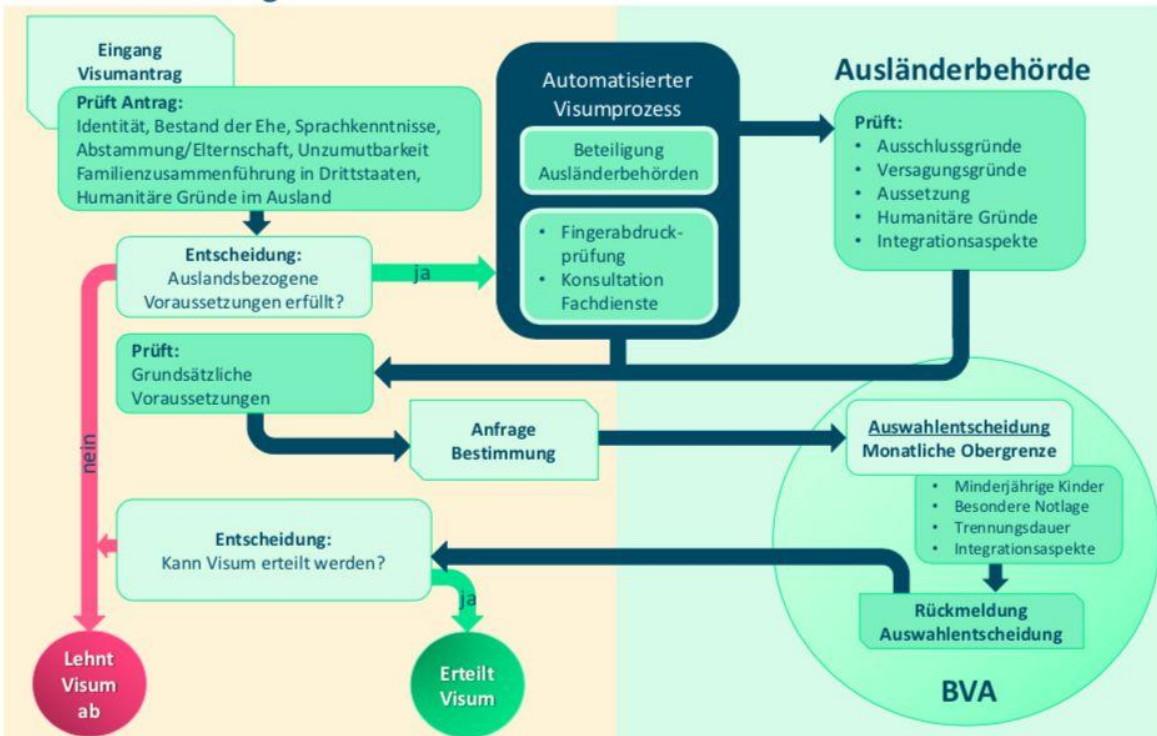 Eingang
Visumantrag
Prüft Antrag:
Identität, Bestand der Ehe, Sprachkenntnisse,
Abstammung/Elternschaft, Unzumutbarkeit
Familienzusammenführung in Drittstaaten,
Humanitäre Gründe im Ausland
Entscheidung:
Auslandsbezogene
Voraussetzungen erfüllt?
ja
nein
Automatisierter
Visumprozess
Beteiligung
Ausländerbehörden
• Fingerabdruck-
prüfung
• Konsultation
Fachdienste
Ausländerbehörde
Prüft:
• Ausschlussgründe
• Versagungsgründe
• Aussetzung
• Humanitäre Gründe
• Integrationsaspekte
Prüft:
Grundsätzliche
Voraussetzungen
Anfrage
Bestimmung
Auswahlentscheidung
Monatliche Obergrenze
• Minderjährige Kinder
• Besondere Notlage
• Trennungsdauer
• Integrationsaspekte
Rückmeldung
Auswahlentscheidung
BVA
Entscheidung:
Kann Visum erteilt werden?
ja
Lehnt
Visum
ab
Erteilt
Visum